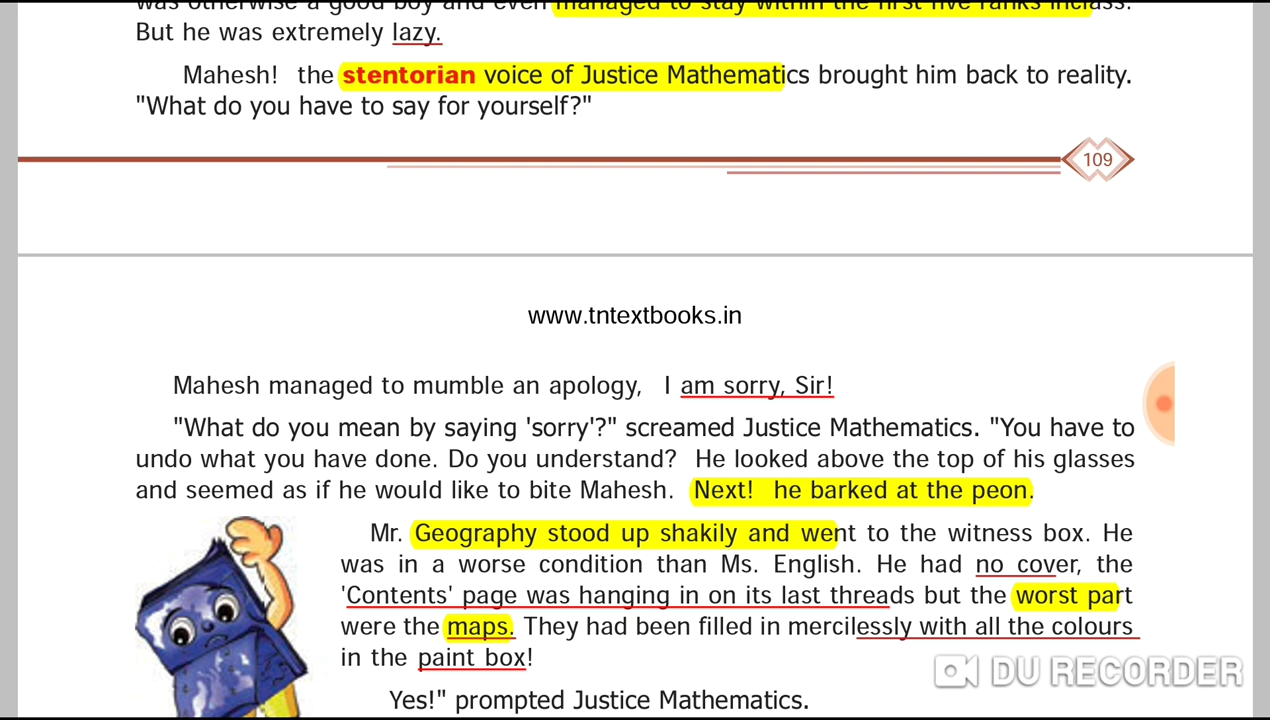 was otherwise a good boy and even managed to stay within the first five ranks inclass.
But he was extremely lazy.
Mahesh! the stentorian voice of Justice Mathematics brought him back to reality.
"What do you have to say for yourself?"
109
www.tntextbooks.in
Mahesh managed to mumble an apology, I am sorry, Sir!
"What do you mean by saying 'sorry'?" screamed Justice Mathematics. "You have to
undo what you have done. Do you understand? He looked above the top of his glasses
and seemed as if he would like to bite Mahesh. Next! he barked at the peon.
Mr. Geography stood up shakily and went to the witness box. He
was in a worse condition than Ms. English. He had no cover, the
'Contents' page was hanging in on its last threads but the worst part
were the maps. They had been filled in mercilessly with all the colours
in the paint box!
Yes!" prompted Justice Mathematics.
DU RECORDER